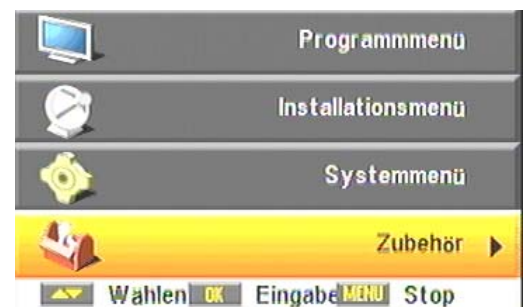 Programmmenü
Installationsmenü
Systemmenü
Zubehör
Wählen OK Eingabe MENU Stop